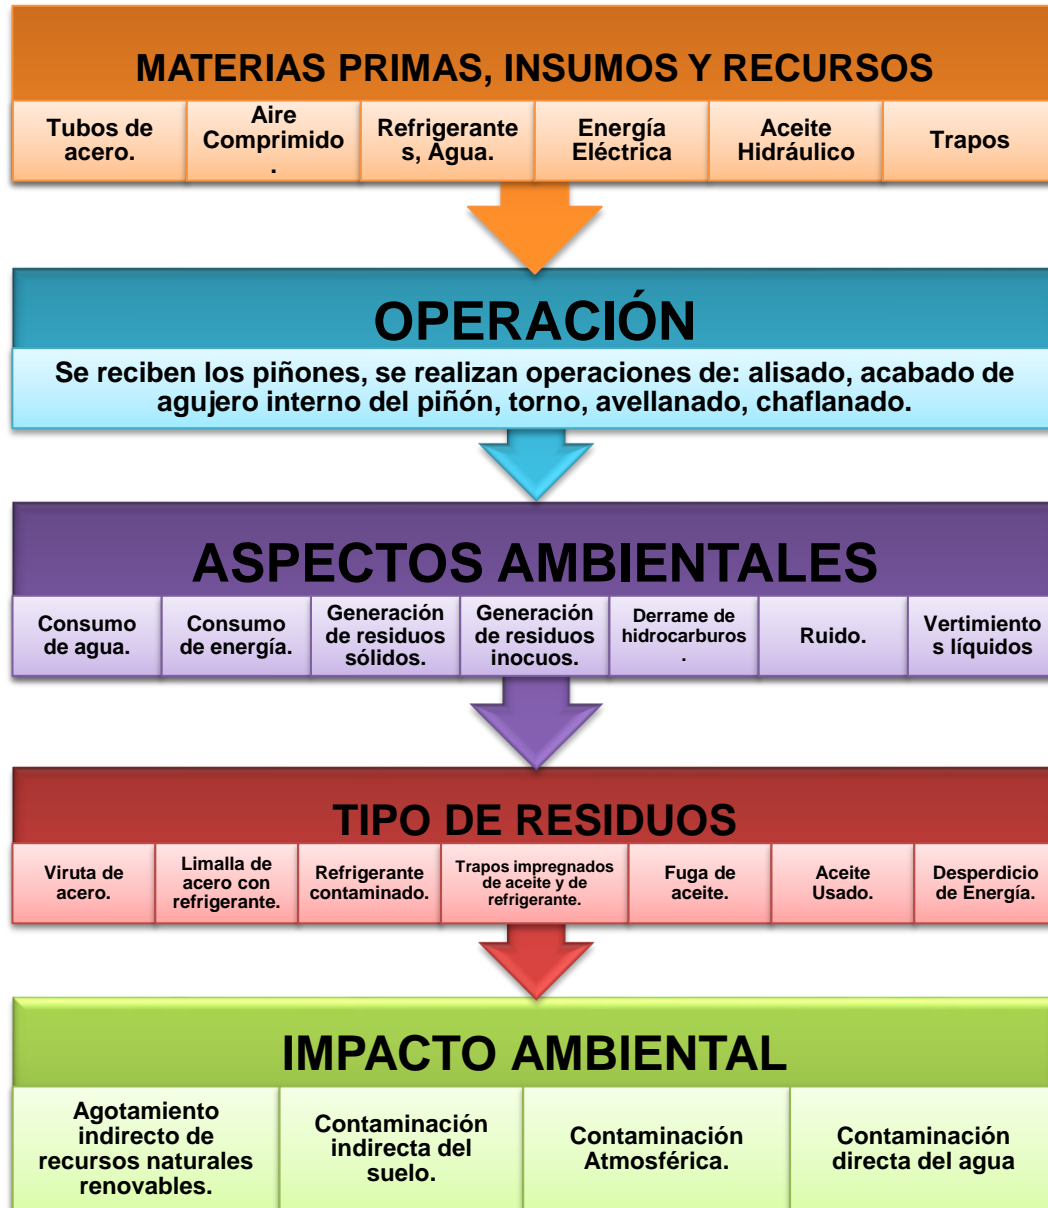 MATERIAS PRIMAS, INSUMOS Y RECURSOS
Tubos de
acero.
Aire
Comprimido
.
Refrigerante
s, Agua.
Energía
Eléctrica
Aceite
Hidráulico
Trapos
OPERACIÓN
Se reciben los piñones, se realizan operaciones de: alisado, acabado de
agujero interno del piñón, torno, avellanado, chaflanado.
ASPECTOS AMBIENTALES
Consumo
de agua.
Consumo
de energía.
Generación
de residuos
sólidos.
Generación
de residuos
inocuos.
Derrame de
hidrocarburos
.
Ruido.
Vertimiento
s líquidos
TIPO DE RESIDUOS
Viruta de
acero.
Limalla de
acero con
refrigerante.
Refrigerante
contaminado.
Trapos impregnados
de aceite y de
refrigerante.
Fuga de
aceite.
Aceite
Usado.
Desperdicio
de Energía.
IMPACTO AMBIENTAL
Agotamiento
indirecto de
recursos naturales
renovables.
Contaminación
indirecta del
suelo.
Contaminación
Atmosférica.
Contaminación
directa del agua